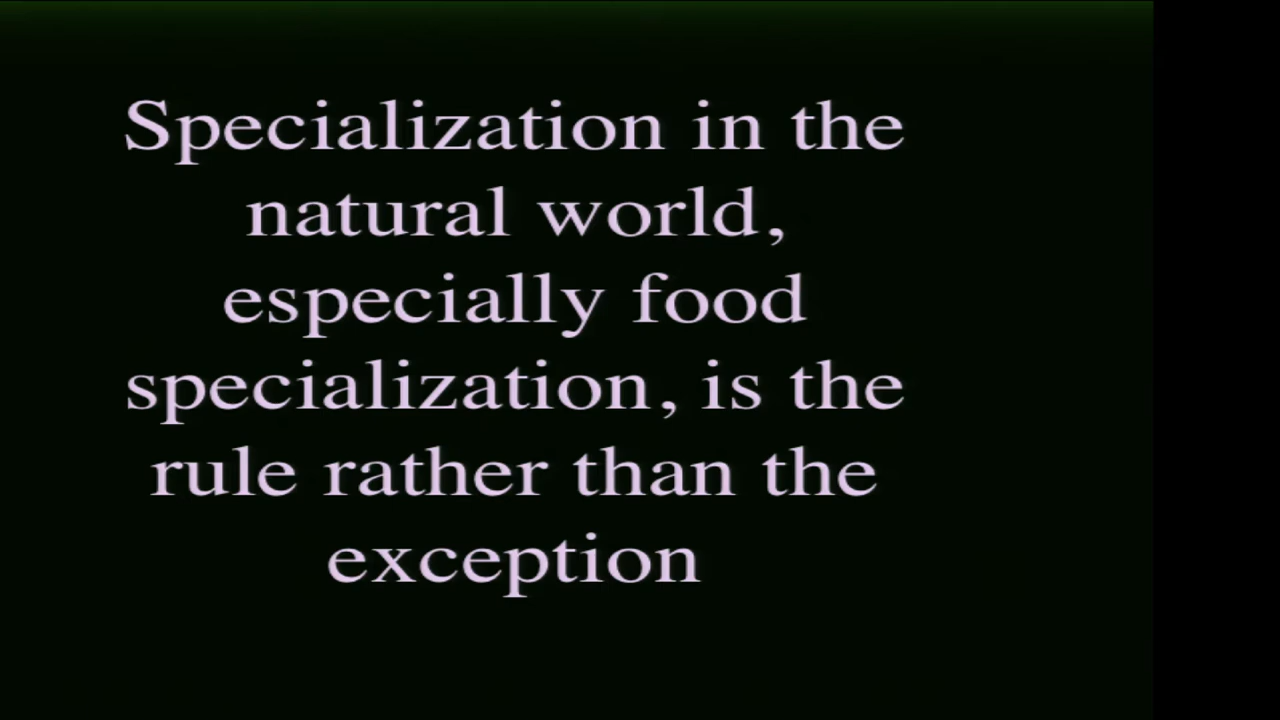 Specialization in the
natural world,
especially food
specialization, is the
rule rather than the
exception